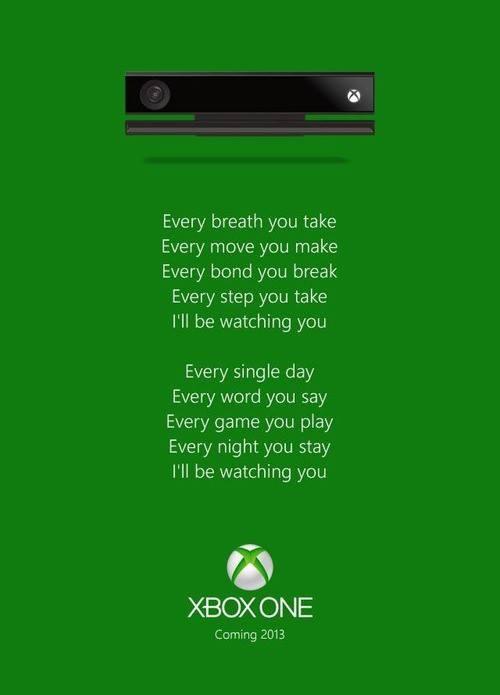 Every breath you take
Every move you make
Every bond you break
Every step you take
I'll be watching you
Every single day
Every word you say
Every game you play
Every night you stay
I'll be watching you
XBOX ONE
Coming 2013